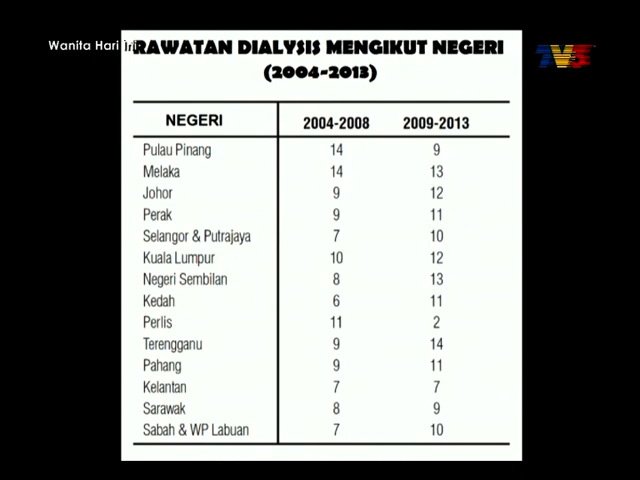 Wanita Hari Ini
RAWATAN DIALYSIS MENGIKUT NEGERI
(2004-2013)
TV3
NEGERI 2004-2008 2009-2013
Pulau Pinang 14 9
Melaka 14 13
Johor 9 12
Perak 9 11
Selangor & Putrajaya 7 10
Kuala Lumpur 10 12
Negeri Sembilan 8 13
Kedah 6 11
Perlis 11 2
Terengganu 9 14
Pahang 9 11
Kelantan 7 7
Sarawak 8 9
Sabah & WP Labuan 7 10